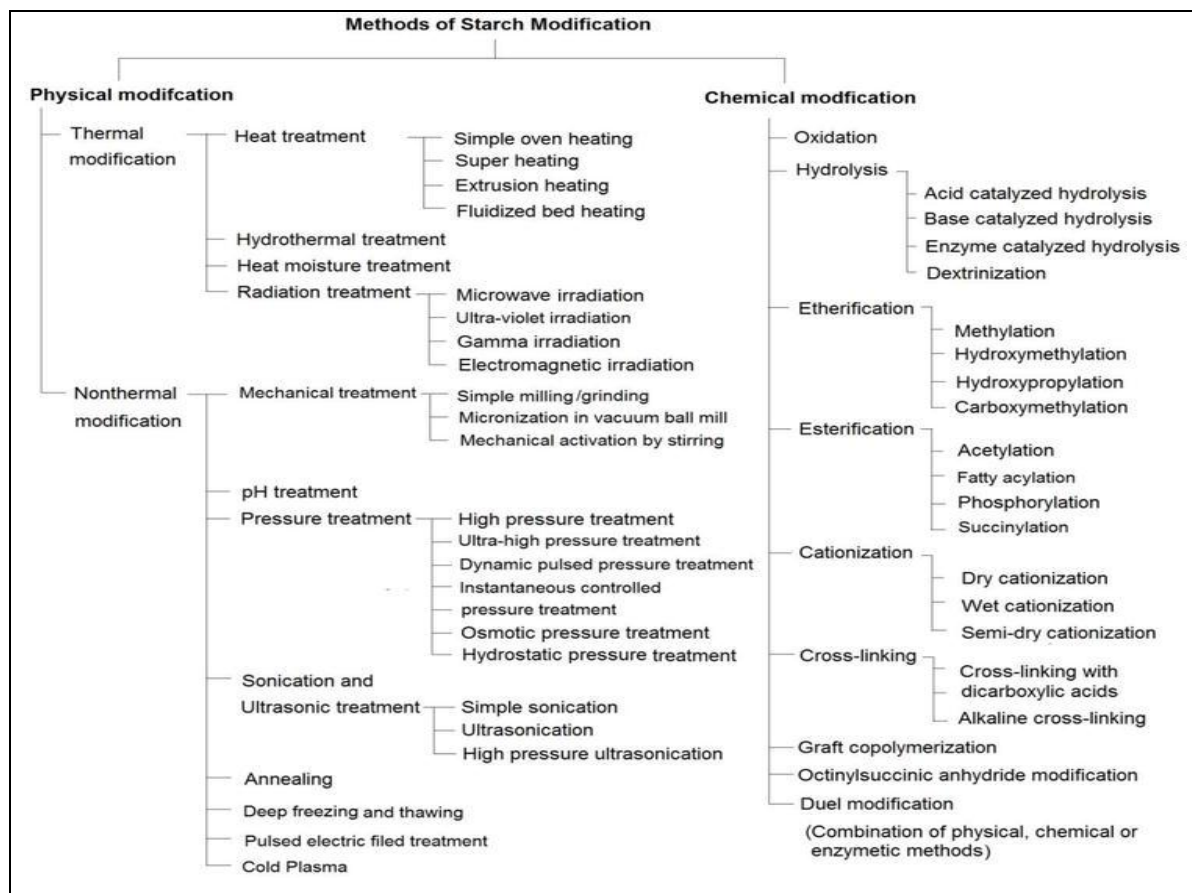 Methods of Starch Modification
Physical modifcation
Thermal
modification
Heat treatment
Simple oven heating
Super heating
Extrusion heating
Fluidized bed heating
Hydrothermal treatment
Heat moisture treatment
Radiation treatment
Microwave irradiation
Ultra-violet irradiation
Gamma irradiation
Electromagnetic irradiation
Nonthermal
modification
Mechanical treatment
Simple milling/grinding
Micronization in vacuum ball mill
Mechanical activation by stirring
pH treatment
Pressure treatment
High pressure treatment
Ultra-high pressure treatment
Dynamic pulsed pressure treatment
Instantaneous controlled
pressure treatment
Osmotic pressure treatment
Hydrostatic pressure treatment
Sonication and
Ultrasonic treatment
Simple sonication
Ultrasonication
High pressure ultrasonication
Annealing
Deep freezing and thawing
Pulsed electric filed treatment
Cold Plasma
Chemical modfication
Oxidation
Hydrolysis
Acid catalyzed hydrolysis
Base catalyzed hydrolysis
Enzyme catalyzed hydrolysis
Dextrinization
Etherification
Methylation
Hydroxymethylation
Hydroxypropylation
Carboxymethylation
Esterification
Acetylation
Fatty acylation
Phosphorylation
Succinylation
Cationization
Dry cationization
Wet cationization
Semi-dry cationization
Cross-linking
Cross-linking with
dicarboxylic acids
Alkaline cross-linking
Graft copolymerization
Octinylsuccinic anhydride modification
Duel modification
(Combination of physical, chemical or
enzymetic methods)